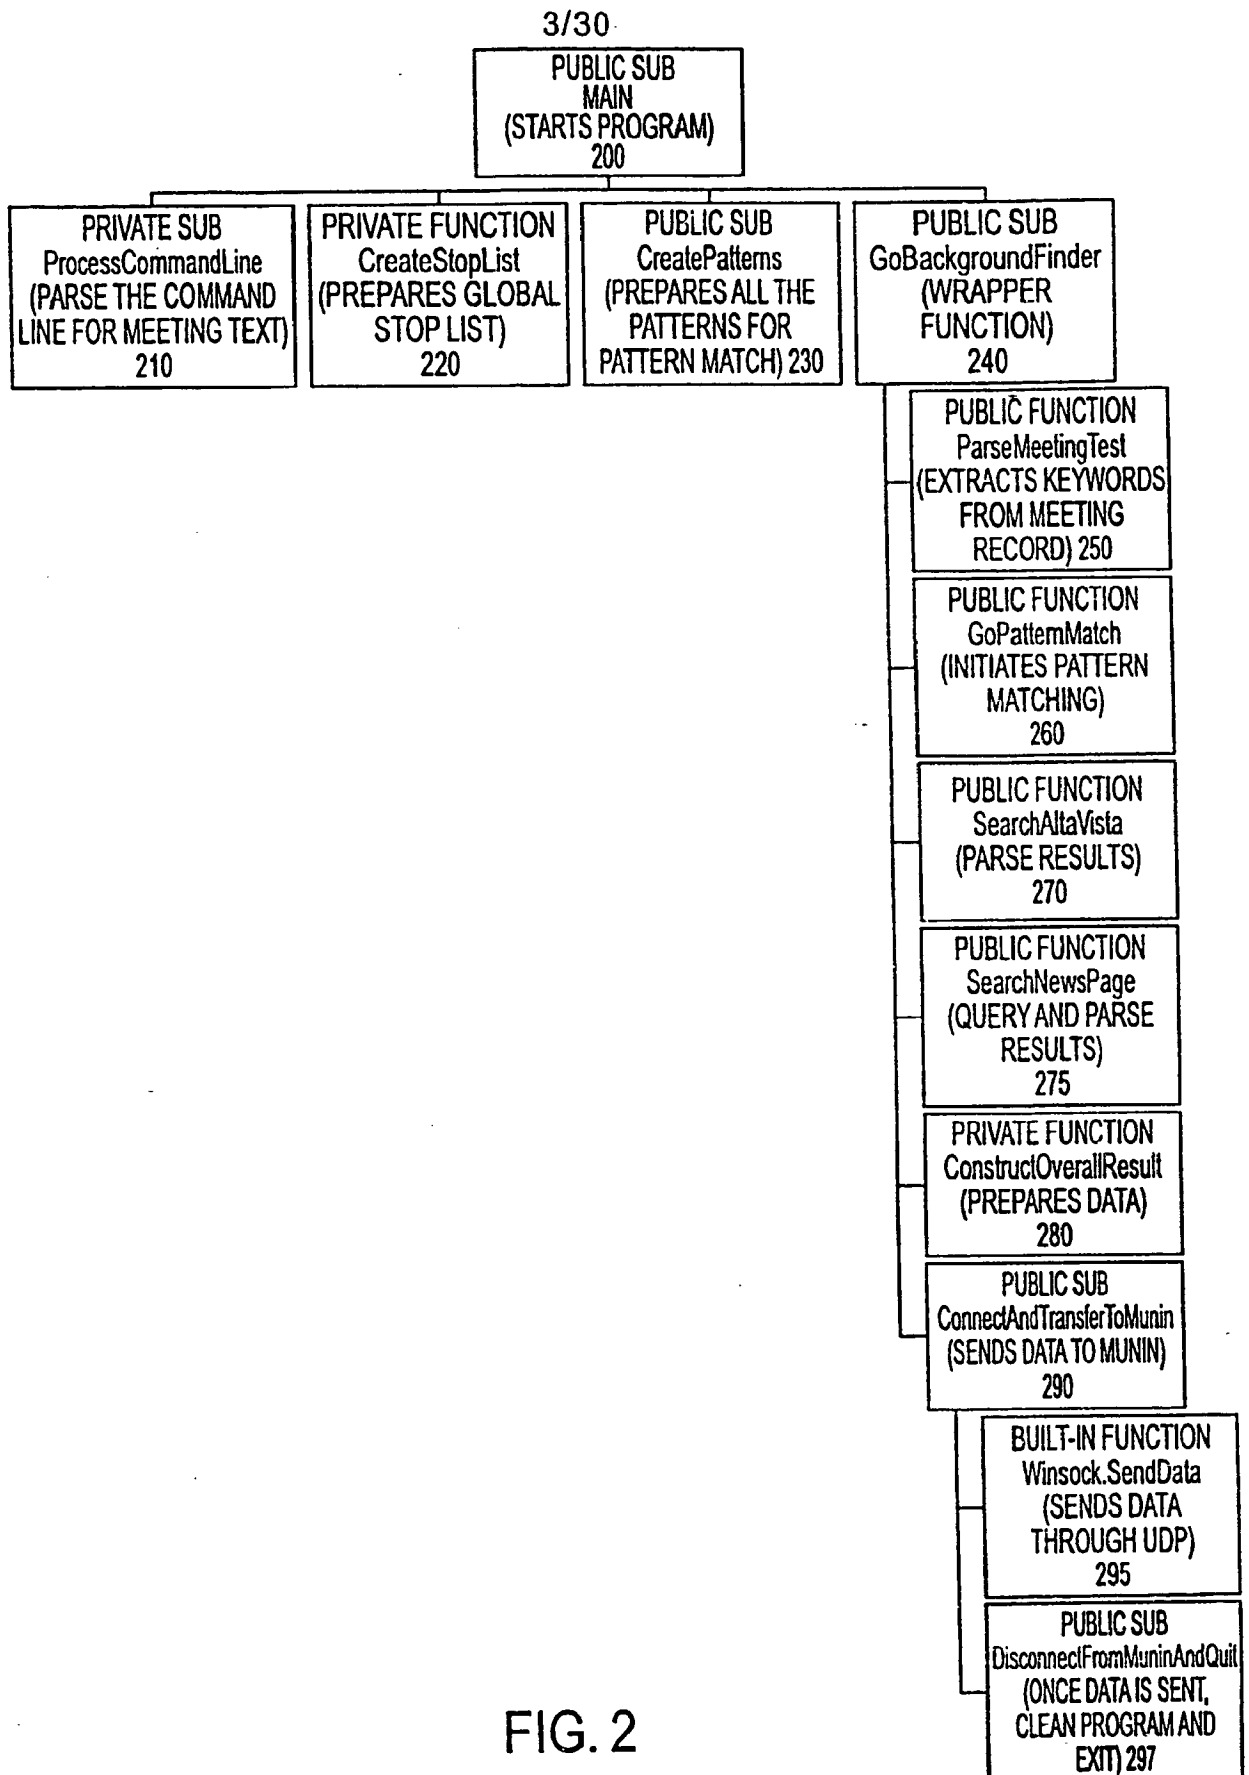 3/30
PUBLIC SUB
MAIN
(STARTS PROGRAM)
200
PRIVATE SUB
ProcessCommandLine
(PARSE THE COMMAND
LINE FOR MEETING TEXT)
210
PRIVATE FUNCTION
CreateStopList
(PREPARES GLOBAL
STOP LIST)
220
PUBLIC SUB
CreatePatterns
(PREPARES ALL THE
PATTERNS FOR
PATTERN MATCH) 230
PUBLIC SUB
GoBackgroundFinder
(WRAPPER
FUNCTION)
240
PUBLIC FUNCTION
ParseMeetingTest
(EXTRACTS KEYWORDS
FROM MEETING
RECORD) 250
PUBLIC FUNCTION
GoPatternMatch
(INITIATES PATTERN
MATCHING)
260
PUBLIC FUNCTION
SearchAltaVista
(PARSE RESULTS)
270
PUBLIC FUNCTION
SearchNewsPage
(QUERY AND PARSE
RESULTS)
275
PRIVATE FUNCTION
ConstructOverallResult
(PREPARES DATA)
280
PUBLIC SUB
ConnectAndTransferToMunin
(SENDS DATA TO MUNIN)
290
BUILT-IN FUNCTION
Winsock.SendData
(SENDS DATA
THROUGH UDP)
295
PUBLIC SUB
DisconnectFromMuninAndQuit
(ONCE DATA IS SENT,
CLEAN PROGRAM AND
EXIT) 297
FIG. 2